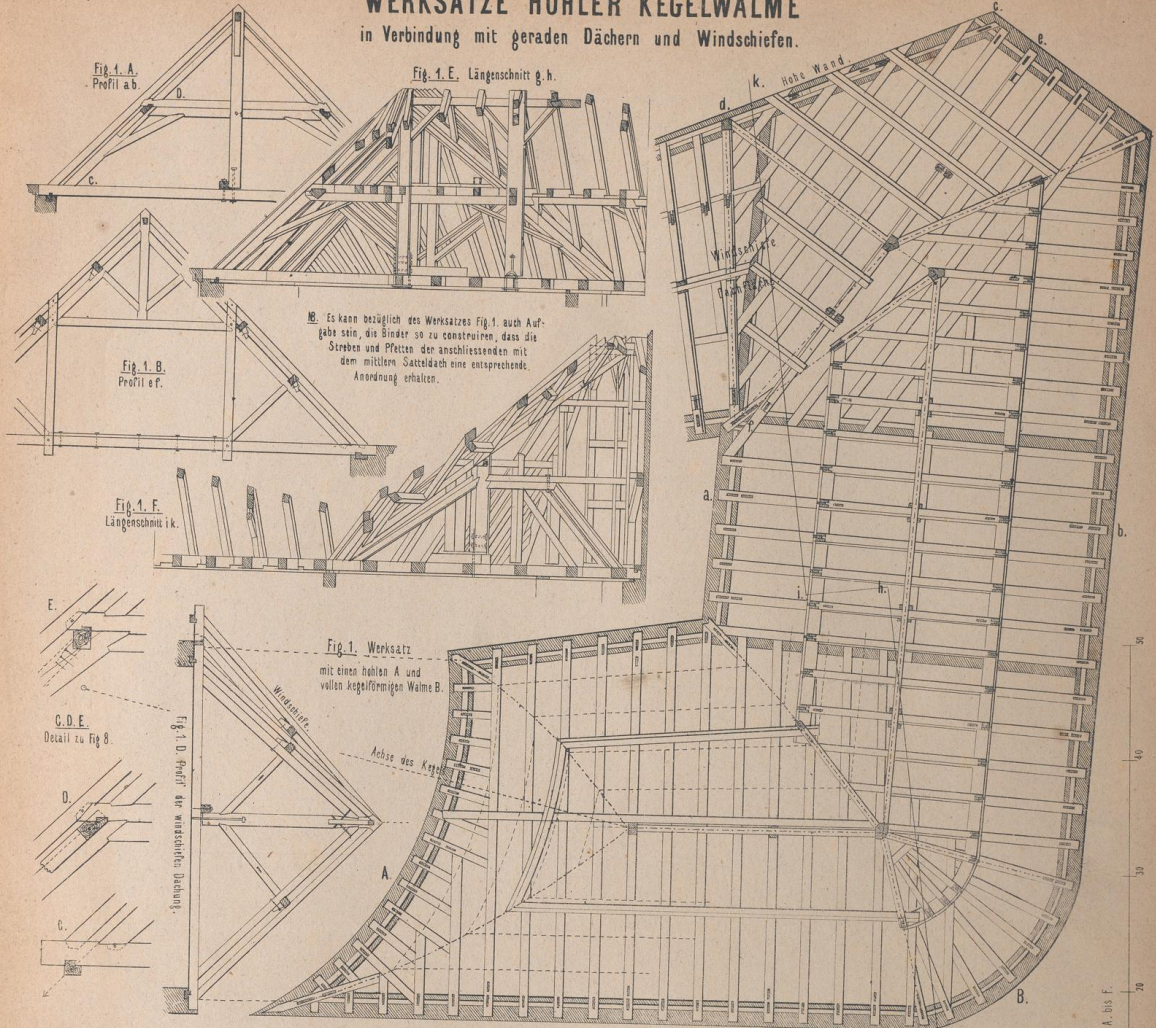 WERKSÄTZE HOHLER KEGELWALME
in Verbindung mit geraden Dächern und Windschiefen.
Fig. 1. A.
Profil a b.
D.
C.
Fig. 1. E. Längenschnitt g. h.
Fig. 1. B.
Profil e f.
NB. Es kann bezüglich des Werksatzes Fig. 1. auch Auf-
gabe sein, die Binder so zu construiren, dass die
Streben und Pfetten der anschliessenden mit
dem mittlern Satteldach eine entsprechende
Anordnung erhalten.
Fig. 1. F.
Längenschnitt i k.
E.
C. D. E.
Detail zu Fig 8.
D.
C.
Fig. 1. D. Profil der windschiefen Dachung.
Windschiefe.
Fig. 1. Werksatz
mit einen hohlen A und
vollen kegelförmigen Walme B.
Achse des Kegels
A.
B.
c.
e.
k.
Hohe Wand
d.
Windschiefe
Dachfläche
a.
b.
i.
h.
50
40
30
20
A. bis F.